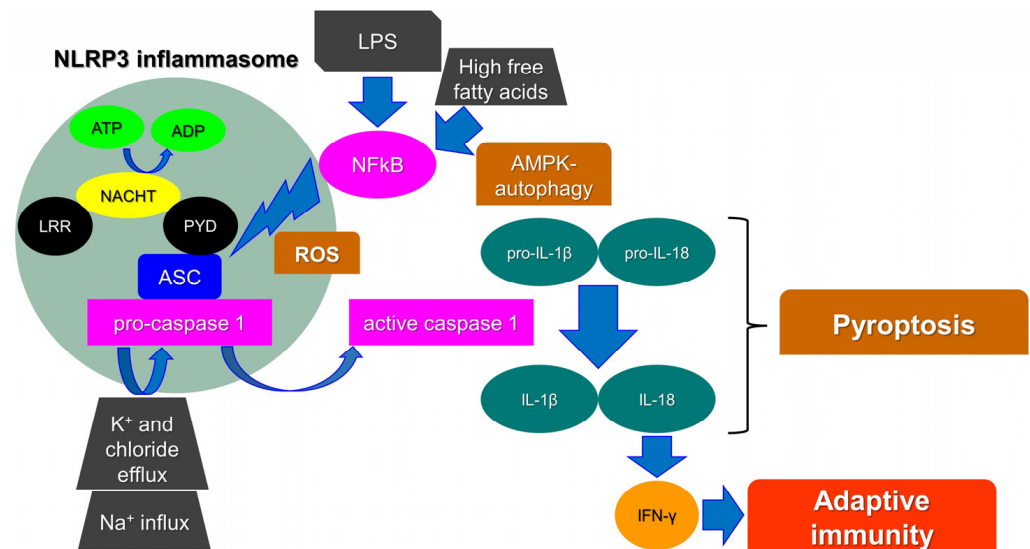 LPS
NLRP3 inflammasome
High free
fatty acids
ATP
ADP
NFkB
AMPK-
autophagy
NACHT
LRR
PYD
ROS
pro-IL-1β
pro-IL-18
ASC
pro-caspase 1
active caspase 1
Pyroptosis
IL-1β
IL-18
K⁺ and
chloride
efflux
Na⁺ influx
IFN-γ
Adaptive
immunity